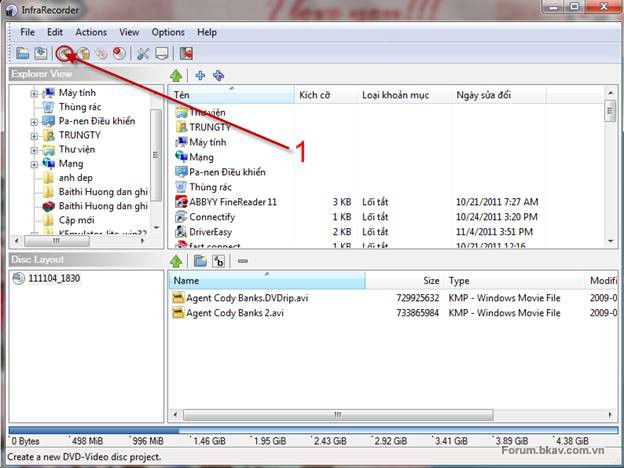 I love you!!!
InfraRecorder
File Edit Actions View Options Help
Explorer View
Máy tính
Thùng rác
Pa-nen Điều khiển
TRUNGTY
Thư viện
Mạng
anh dep
Baithi Huong dan ghi
Baithi Huong dan ghi
Cặp mới
KEmulator-lite-win32
Tên Kích cỡ Loại khoản mục Ngày sửa đổi
Thư viện
TRUNGTY
Máy tính
Mạng
Pa-nen Điều khiển
Thùng rác
ABBYY FineReader 11 3 KB Lối tắt 10/21/2011 7:27 AM
Connectify 1 KB Lối tắt 10/24/2011 3:20 PM
DriverEasy 2 KB Lối tắt 11/4/2011 3:51 PM
fast connect 1 KB Lối tắt 10/21/2011 12:16
1
Disc Layout
111104_1830
Name Size Type Modifi
Agent Cody Banks.DVDrip.avi 729925632 KMP - Windows Movie File 2009-0
Agent Cody Banks 2.avi 733865984 KMP - Windows Movie File 2009-0
0 Bytes 498 MiB 996 MiB 1.46 GiB 1.95 GiB 2.43 GiB 2.92 GiB 3.41 GiB 3.89 GiB 4.38 GiB
Forum.bkav.com.vn
Create a new DVD-Video disc project.